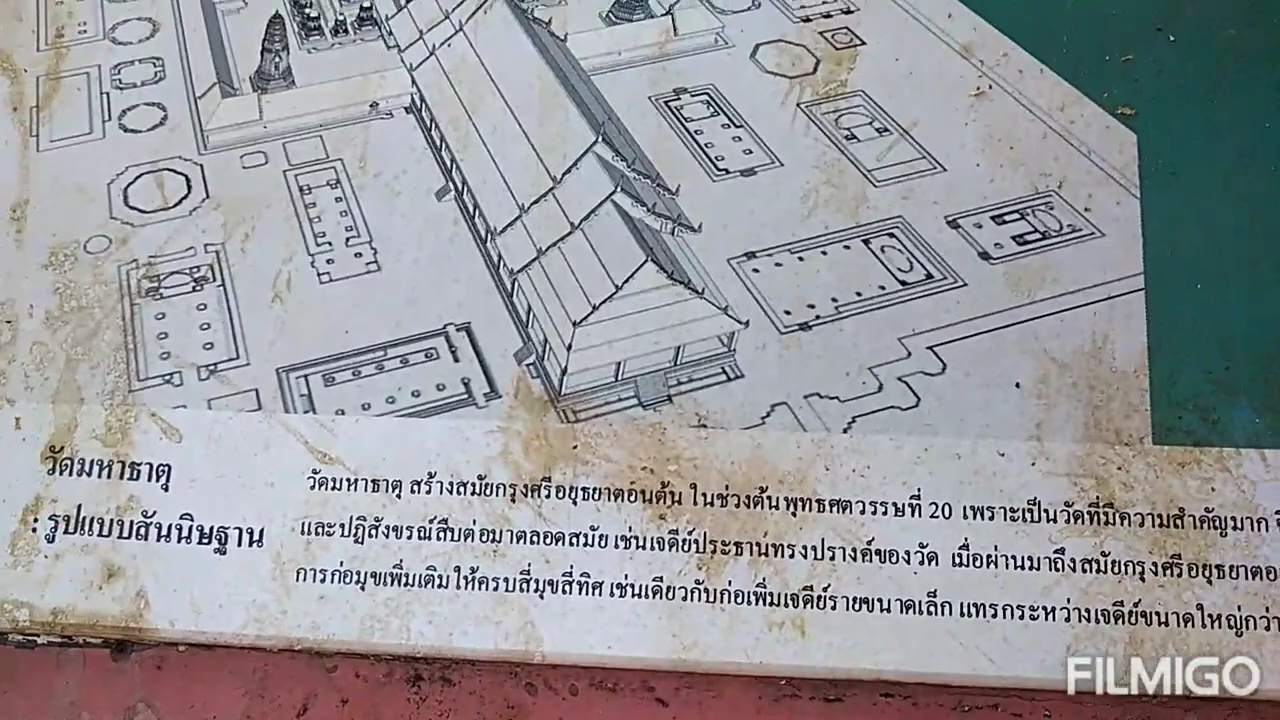 วัดมหาธาตุ
: รูปแบบสันนิษฐาน
วัดมหาธาตุ สร้างสมัยกรุงศรีอยุธยาตอนต้น ในช่วงต้นพุทธศตวรรษที่ 20 เพราะเป็นวัดที่มีความสำคัญมาก
และปฏิสังขรณ์สืบต่อมาตลอดสมัย เช่นเจดีย์ประธานทรงปรางค์ของวัด เมื่อผ่านมาถึงสมัยกรุงศรีอยุธยาตอ
การก่อมุขเพิ่มเติมให้ครบสี่มุขสี่ทิศ เช่นเดียวกับก่อเพิ่มเจดีย์รายขนาดเล็ก แทรกระหว่างเจดีย์ขนาดใหญ่กว่า
FILMIGO